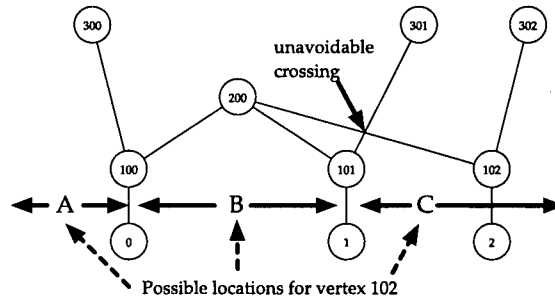 300
301
302
unavoidable
crossing
200
100
101
102
A
B
C
0
1
2
Possible locations for vertex 102